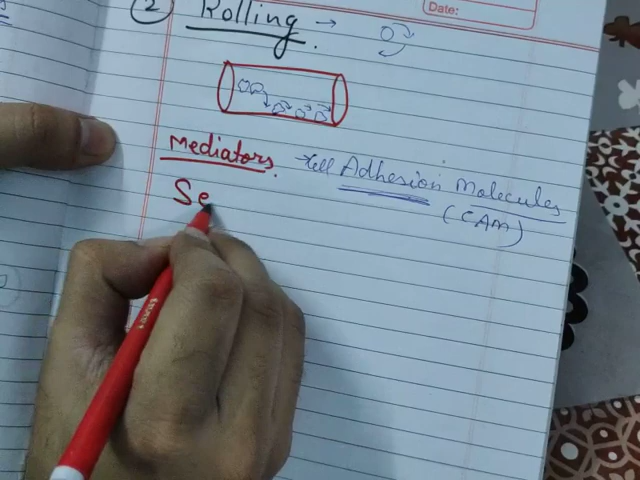 Date:
2 Rolling →
Mediators. *Cell Adhesion Molecules
(CAM)
Se